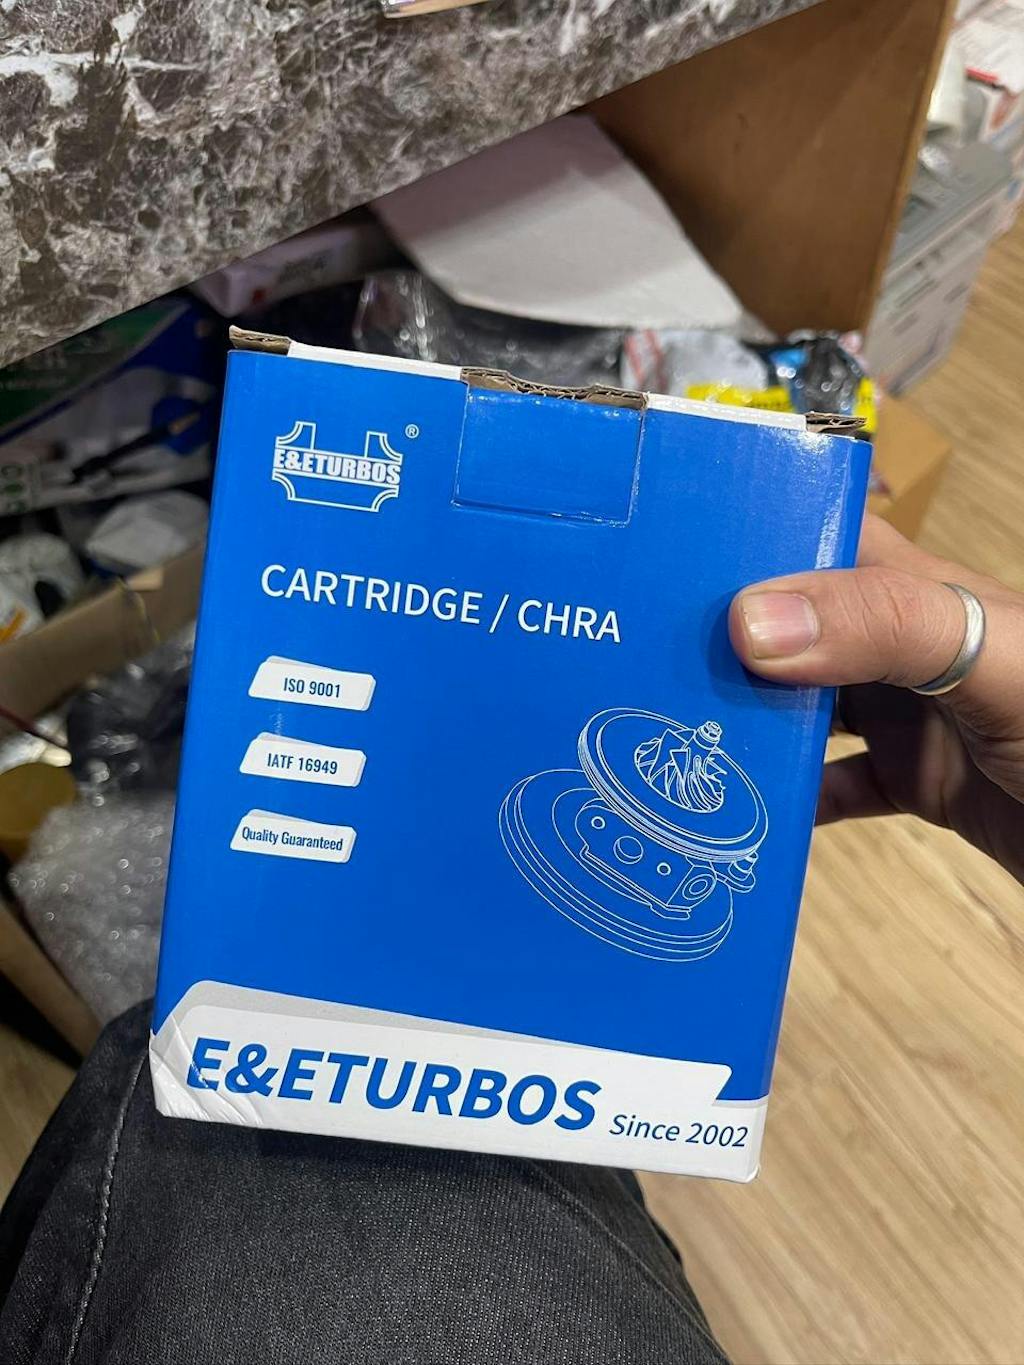 E&ETURBOS®
CARTRIDGE / CHRA
ISO 9001
IATF 16949
Quality Guaranteed
E&ETURBOS Since 2002